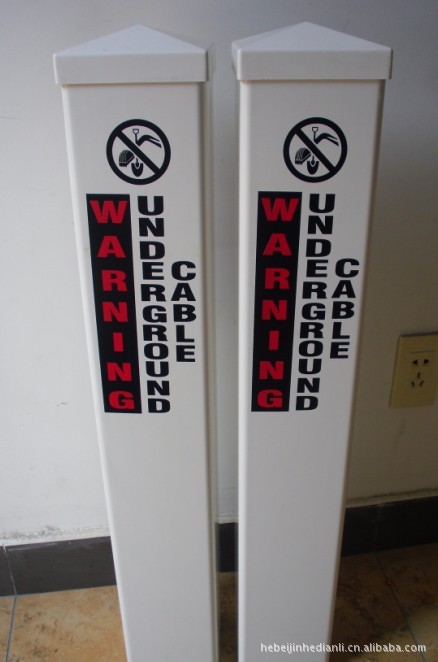 WARNING
UNDERGROUND
CABLE
WARNING
UNDERGROUND
CABLE
hebeijinhedianli.cn.alibaba.com